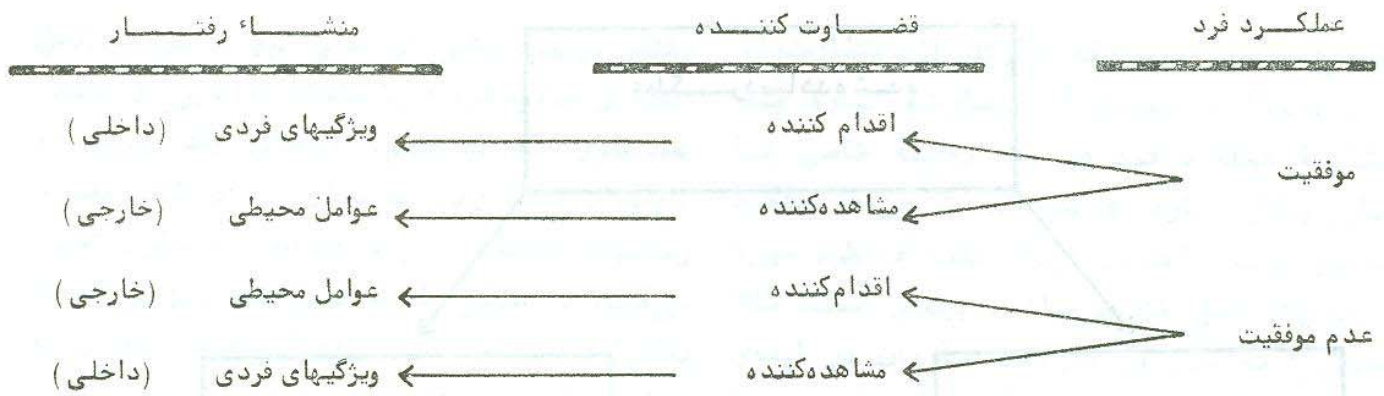 عملکرد فرد قضاوت کننده منشاء رفتار
اقدام کننده ویژگیهای فردی (داخلی)
موفقیت
مشاهده‌کننده عوامل محیطی (خارجی)
اقدام‌کننده عوامل محیطی (خارجی)
عدم موفقیت
مشاهده‌کننده ویژگیهای فردی (داخلی)